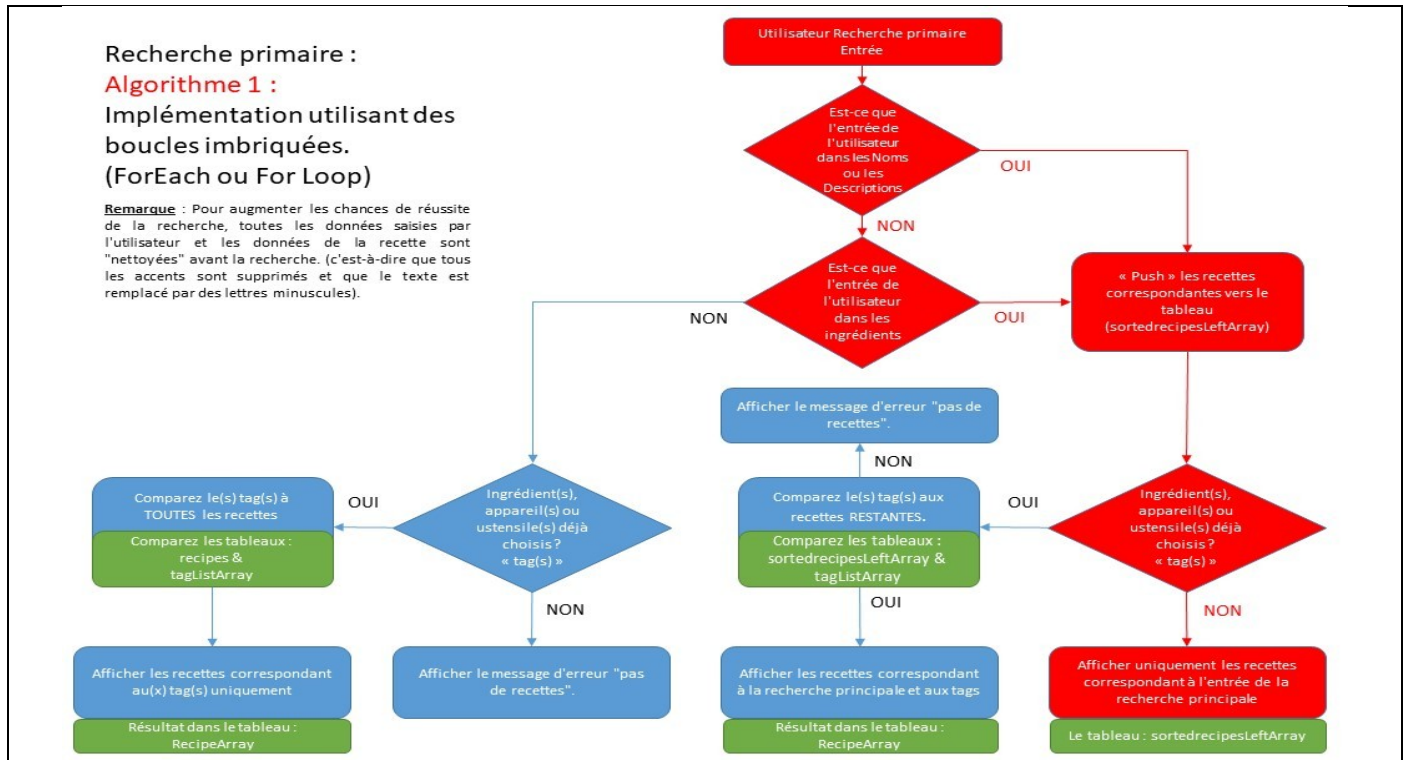 Recherche primaire :
Algorithme 1 :
Implémentation utilisant des
boucles imbriquées.
(ForEach ou For Loop)
Remarque : Pour augmenter les chances de réussite
de la recherche, toutes les données saisies par
l'utilisateur et les données de la recette sont
"nettoyées" avant la recherche. (c'est-à-dire que tous
les accents sont supprimés et que le texte est
remplacé par des lettres minuscules).
Utilisateur Recherche primaire
Entrée
Est-ce que
l'entrée de
l'utilisateur
dans les Noms
ou les
Descriptions
OUI
NON
Est-ce que
l'entrée de
l'utilisateur
dans les
ingrédients
NON
OUI
« Push » les recettes
correspondantes vers le
tableau
(sortedrecipesLeftArray)
Afficher le message d'erreur "pas de
recettes".
NON
Comparez le(s) tag(s) à
TOUTES les recettes
Comparez les tableaux :
recipes &
tagListArray
OUI
Ingrédient(s),
appareil(s) ou
ustensile(s) déjà
choisis ?
« tag(s) »
NON
Comparez le(s) tag(s) aux
recettes RESTANTES.
Comparez les tableaux :
sortedrecipesLeftArray &
tagListArray
OUI
OUI
Ingrédient(s),
appareil(s) ou
ustensile(s) déjà
choisis ?
« tag(s) »
NON
Afficher les recettes correspondant
au(x) tag(s) uniquement
Résultat dans le tableau :
RecipeArray
Afficher le message d'erreur "pas
de recettes".
Afficher les recettes correspondant
à la recherche principale et aux tags
Résultat dans le tableau :
RecipeArray
Afficher uniquement les recettes
correspondant à l'entrée de la
recherche principale
Le tableau : sortedrecipesLeftArray